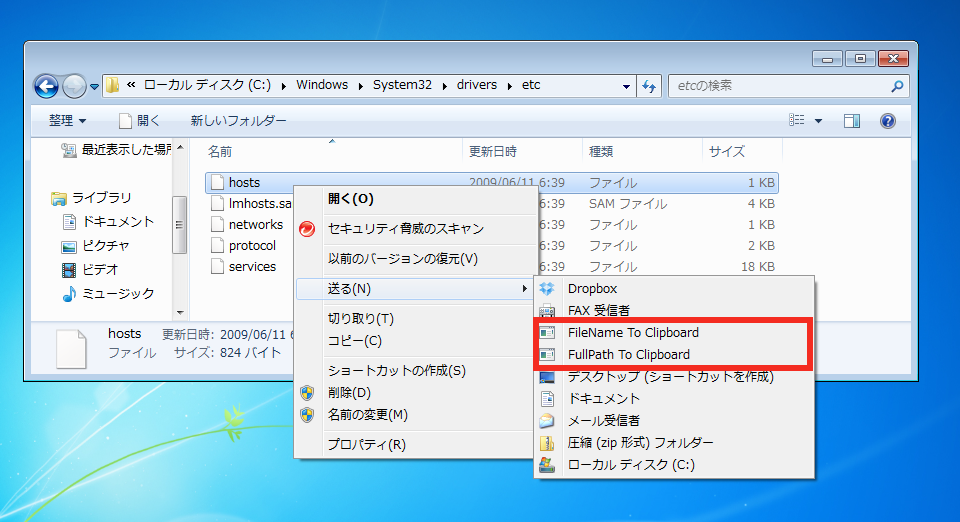 « ローカル ディスク (C:) ▸ Windows ▸ System32 ▸ drivers ▸ etc
etcの検索
整理 開く 新しいフォルダー
最近表示した場所
ライブラリ
ドキュメント
ピクチャ
ビデオ
ミュージック
名前 更新日時 種類 サイズ
hosts 2009/06/11 6:39 ファイル 1 KB
lmhosts.sa 6:39 SAM ファイル 4 KB
networks 6:39 ファイル 1 KB
protocol 6:39 ファイル 2 KB
services 6:39 ファイル 18 KB
hosts 更新日時: 2009/06/11 6
ファイル サイズ: 824 バイト
開く(O)
セキュリティ脅威のスキャン
以前のバージョンの復元(V)
送る(N)
切り取り(T)
コピー(C)
ショートカットの作成(S)
削除(D)
名前の変更(M)
プロパティ(R)
Dropbox
FAX 受信者
FileName To Clipboard
FullPath To Clipboard
デスクトップ (ショートカットを作成)
ドキュメント
メール受信者
圧縮 (zip 形式) フォルダー
ローカル ディスク (C:)